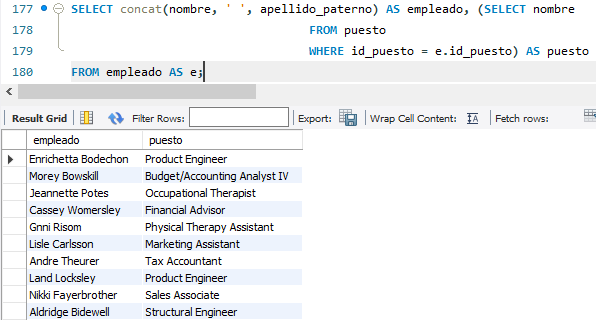 177 SELECT concat(nombre, ' ', apellido_paterno) AS empleado, (SELECT nombre
178 FROM puesto
179 WHERE id_puesto = e.id_puesto) AS puesto
180 FROM empleado AS e;
Result Grid Filter Rows: Export: Wrap Cell Content: Fetch rows:
empleado puesto
Enrichetta Bodechon Product Engineer
Morey Bowskill Budget/Accounting Analyst IV
Jeannette Potes Occupational Therapist
Cassey Womersley Financial Advisor
Gnni Risom Physical Therapy Assistant
Lisle Carlsson Marketing Assistant
Andre Theurer Tax Accountant
Land Locksley Product Engineer
Nikki Fayerbrother Sales Associate
Aldridge Bidewell Structural Engineer